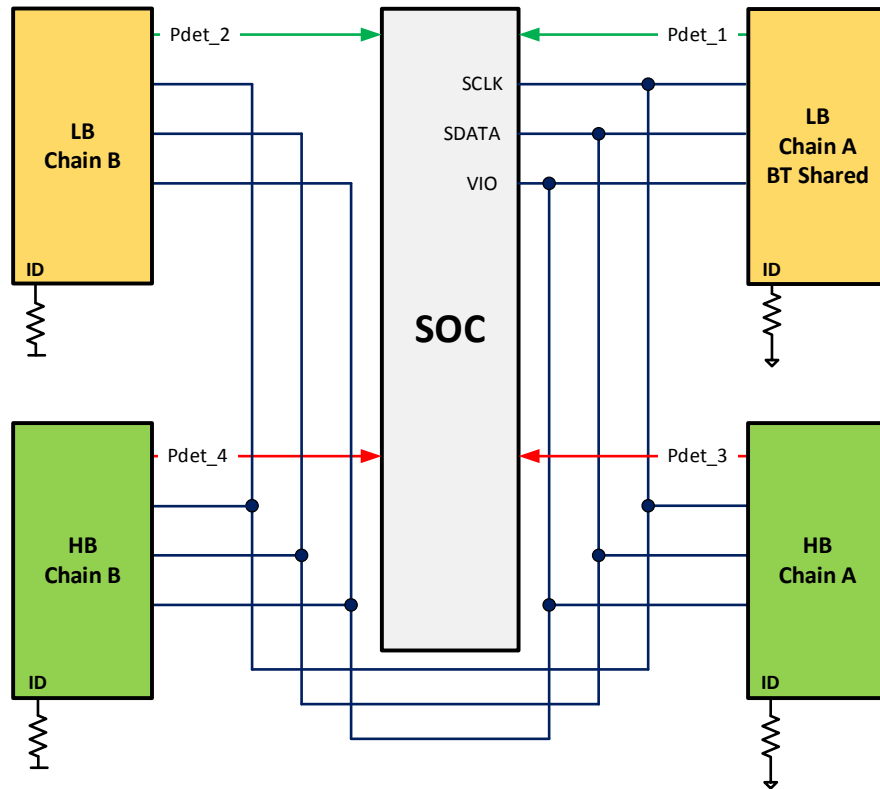 Pdet_2
Pdet_1
SCLK
SDATA
VIO
LB
Chain B
LB
Chain A
BT Shared
ID
ID
SOC
Pdet_4
Pdet_3
HB
Chain B
HB
Chain A
ID
ID